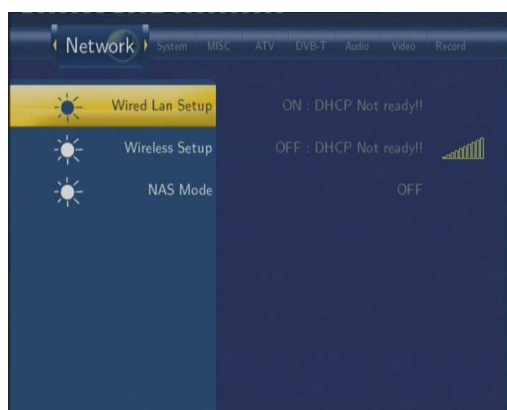 Network System MISC ATV DVB-T Audio Video Record
Wired Lan Setup ON : DHCP Not ready!!
Wireless Setup OFF : DHCP Not ready!!
NAS Mode OFF